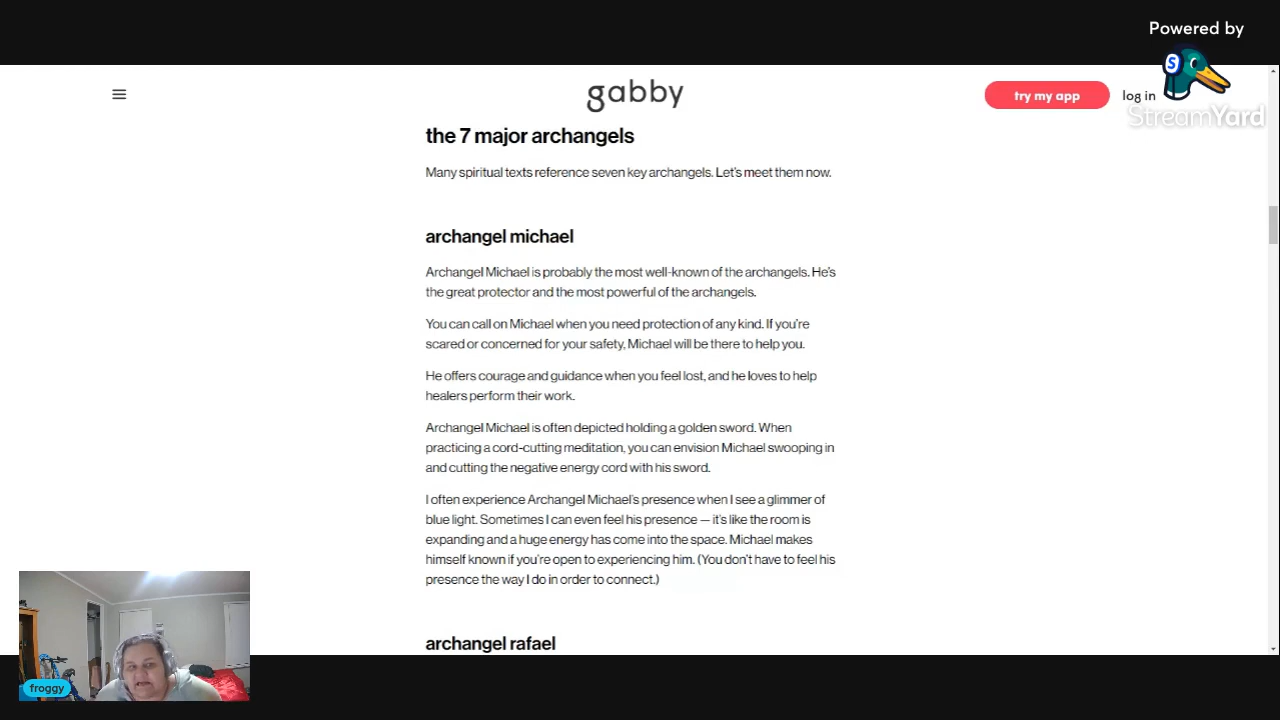 Powered by
S
StreamYard
gabby
try my app
log in
the 7 major archangels
Many spiritual texts reference seven key archangels. Let's meet them now.
archangel michael
Archangel Michael is probably the most well-known of the archangels. He's
the great protector and the most powerful of the archangels.
You can call on Michael when you need protection of any kind. If you're
scared or concerned for your safety, Michael will be there to help you.
He offers courage and guidance when you feel lost, and he loves to help
healers perform their work.
Archangel Michael is often depicted holding a golden sword. When
practicing a cord-cutting meditation, you can envision Michael swooping in
and cutting the negative energy cord with his sword.
I often experience Archangel Michael's presence when I see a glimmer of
blue light. Sometimes I can even feel his presence — it's like the room is
expanding and a huge energy has come into the space. Michael makes
himself known if you're open to experiencing him. (You don't have to feel his
presence the way I do in order to connect.)
archangel rafael
froggy